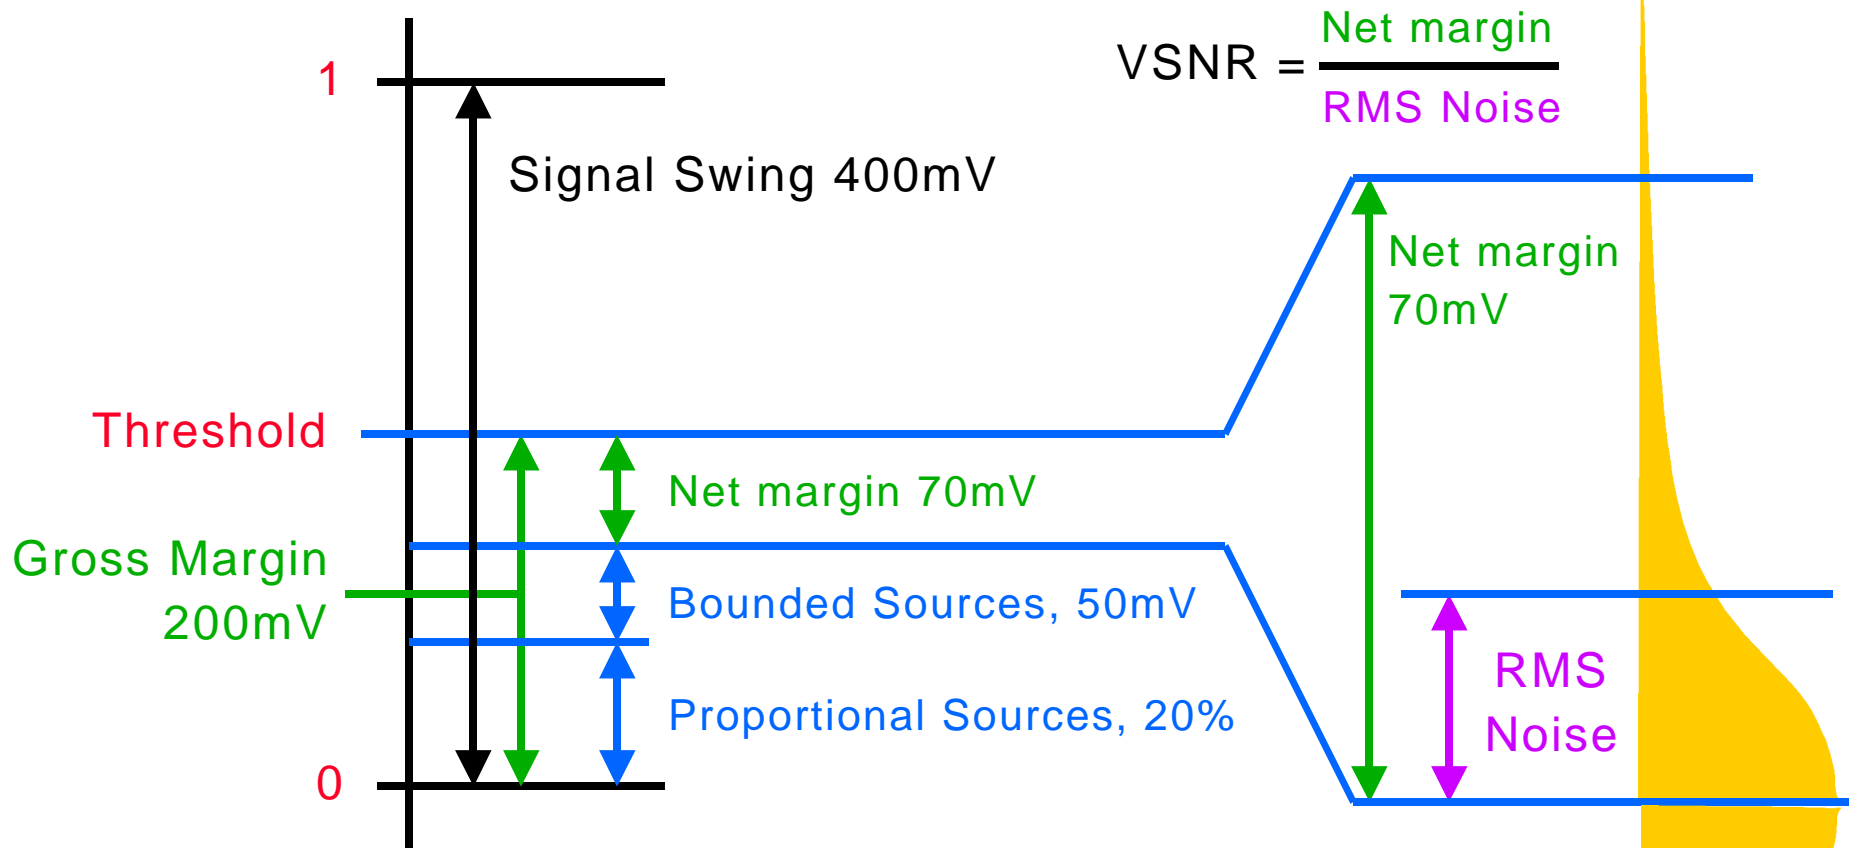 1
VSNR = Net margin
RMS Noise
Signal Swing 400mV
Net margin
70mV
Threshold
Net margin 70mV
Gross Margin
200mV
Bounded Sources, 50mV
RMS
Noise
Proportional Sources, 20%
0